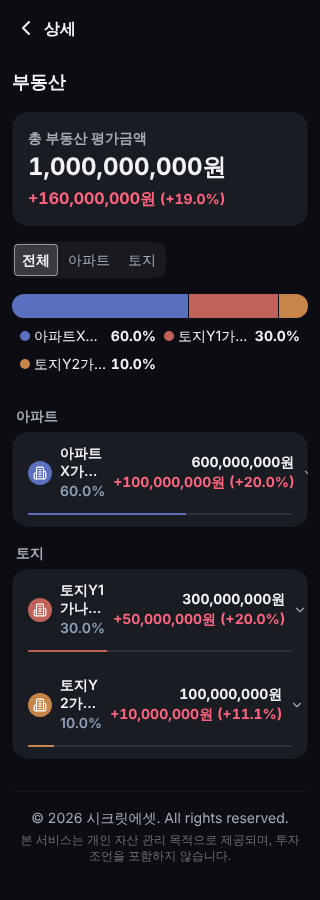 상세
부동산
총 부동산 평가금액
1,000,000,000원
+160,000,000원 (+19.0%)
전체 아파트 토지
아파트X... 60.0% 토지Y1가... 30.0%
토지Y2가... 10.0%
아파트
아파트
X가...
60.0%
600,000,000원
+100,000,000원 (+20.0%)
토지
토지Y1
가나...
30.0%
300,000,000원
+50,000,000원 (+20.0%)
토지Y
2가...
10.0%
100,000,000원
+10,000,000원 (+11.1%)
© 2026 시크릿에셋. All rights reserved.
본 서비스는 개인 자산 관리 목적으로 제공되며, 투자
조언을 포함하지 않습니다.